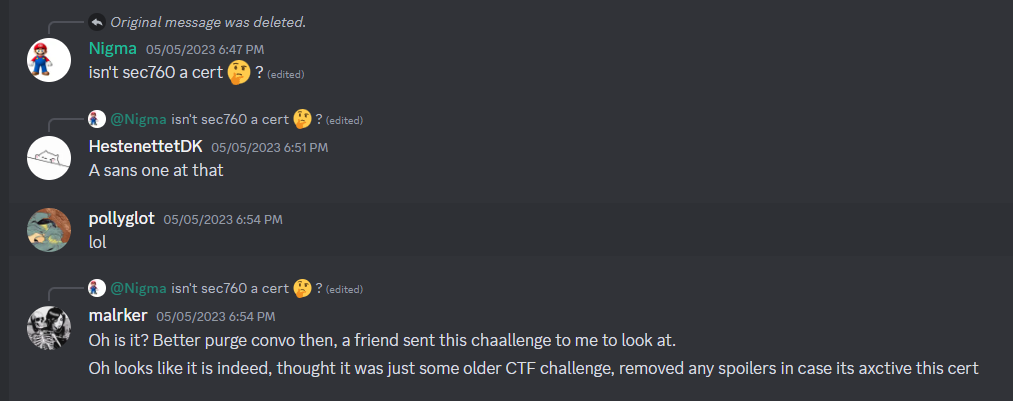 Original message was deleted.
Nigma 05/05/2023 6:47 PM
isn't sec760 a cert 🤔 ? (edited)
@Nigma isn't sec760 a cert 🤔 ? (edited)
HestenettetDK 05/05/2023 6:51 PM
A sans one at that
pollyglot 05/05/2023 6:54 PM
lol
@Nigma isn't sec760 a cert 🤔 ? (edited)
malrker 05/05/2023 6:54 PM
Oh is it? Better purge convo then, a friend sent this chaallenge to me to look at.
Oh looks like it is indeed, thought it was just some older CTF challenge, removed any spoilers in case its axctive this cert